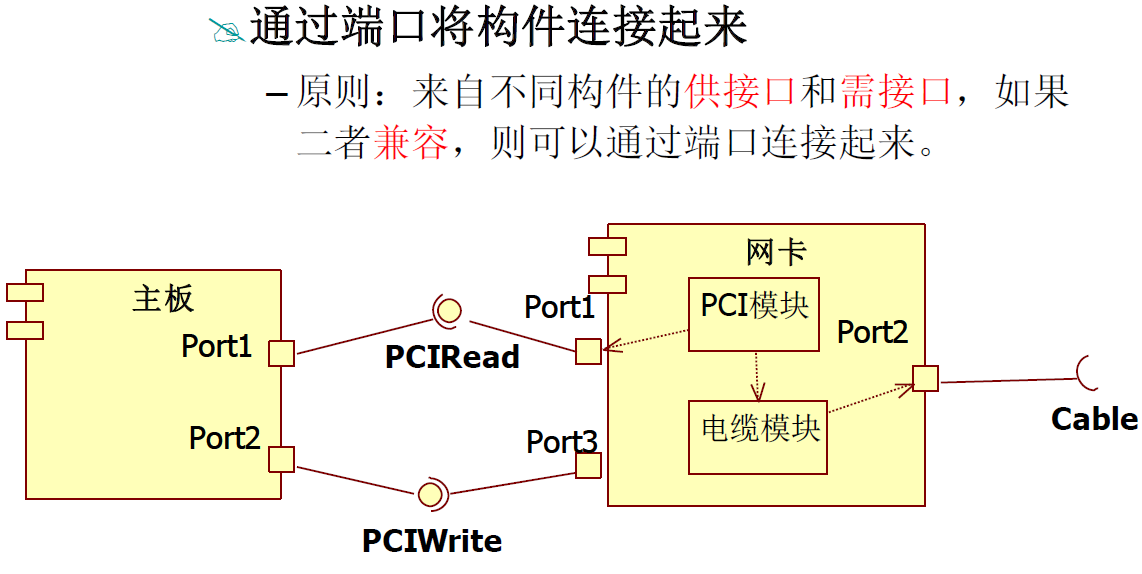 通过端口将构件连接起来
– 原则：来自不同构件的供接口和需接口，如果
二者兼容，则可以通过端口连接起来。
网卡
主板
PCI模块
Port1
Port2
Port1
PCIRead
Cable
电缆模块
Port2
Port3
PCIWrite